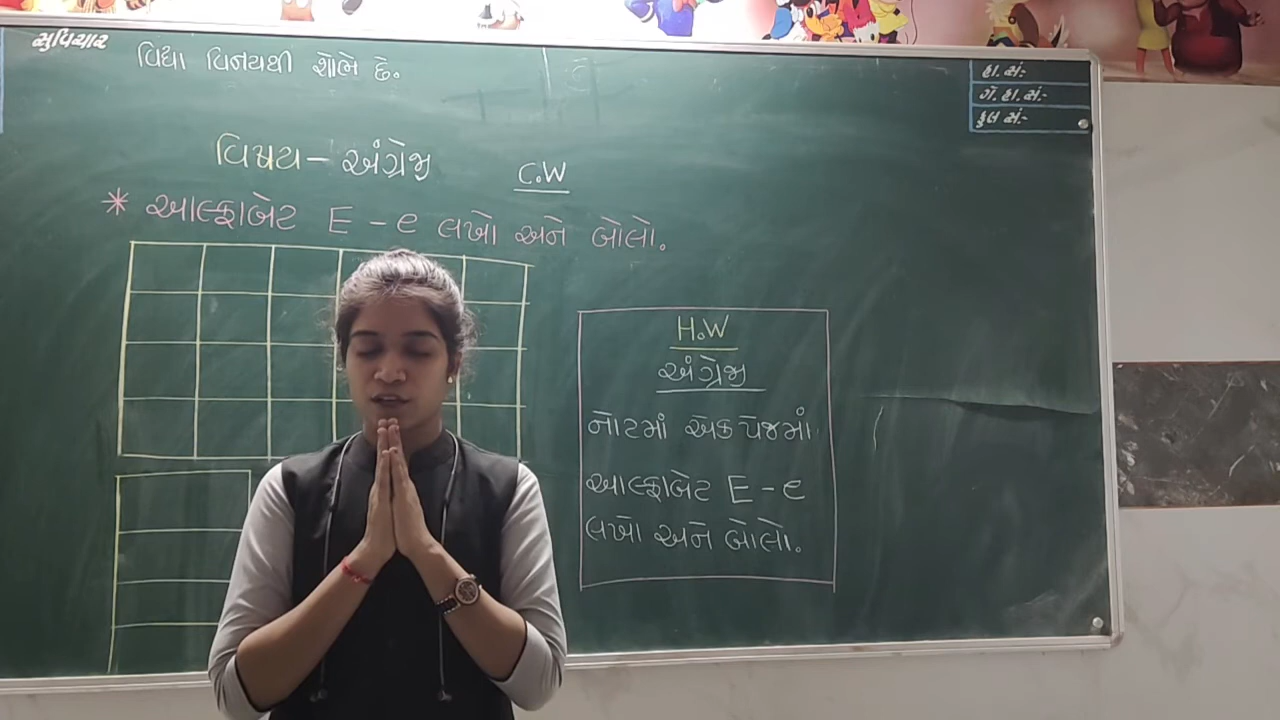 સુવિચાર
વિદ્યા વિનયથી શોભે છે.
હા. સં:-
ગે. હા. સં:-
કુલ સં:-
વિષય - અંગ્રેજી
C.W
* આલ્ફાબેટ E - e લખો અને બોલો.
H.W
અંગ્રેજી
નોટમાં એક પેજમાં
આલ્ફાબેટ E - e
લખો અને બોલો.